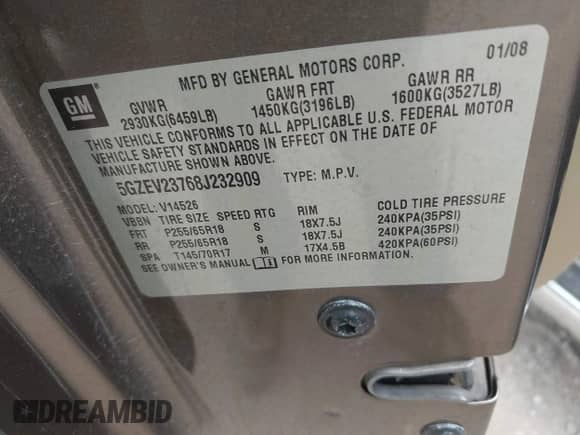 MFD BY GENERAL MOTORS CORP. 01/08
GM
GVWR GAWR FRT GAWR RR
2930KG(6459LB) 1450KG(3196LB) 1600KG(3527LB)
THIS VEHICLE CONFORMS TO ALL APPLICABLE U.S. FEDERAL MOTOR
VEHICLE SAFETY STANDARDS IN EFFECT ON THE DATE OF
MANUFACTURE SHOWN ABOVE.
5GZEV23768J232909 TYPE: M.P.V.
MODEL: V14526
VBBN TIRE SIZE SPEED RTG RIM COLD TIRE PRESSURE
FRT P255/65R18 S 18X7.5J 240KPA(35PSI)
RR P255/65R18 S 18X7.5J 240KPA(35PSI)
SPA T145/70R17 M 17X4.5B 420KPA(60PSI)
SEE OWNER'S MANUAL FOR MORE INFORMATION.
DREAMBID